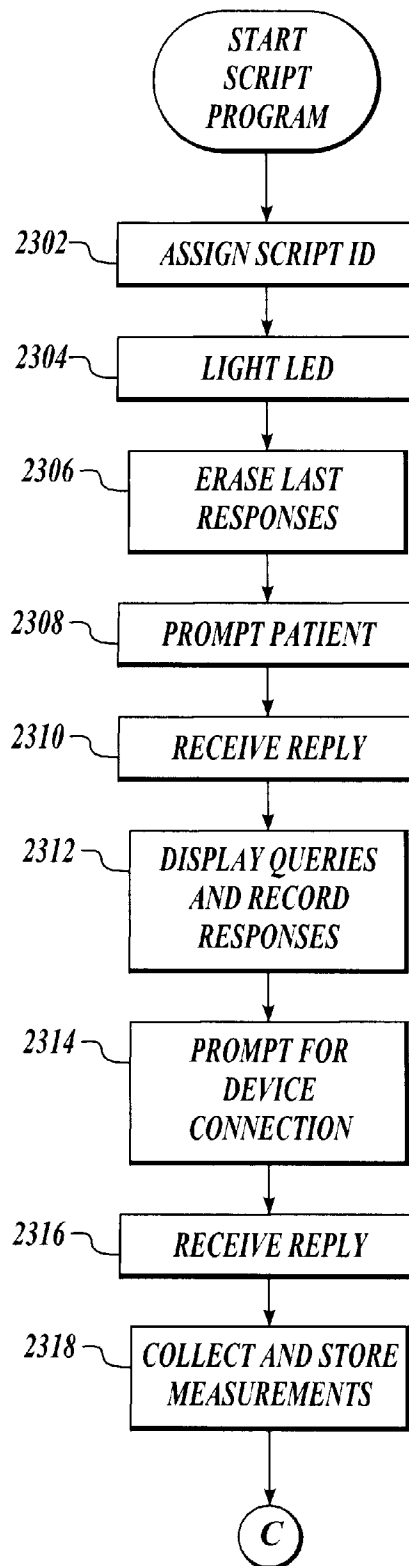 START
SCRIPT
PROGRAM
2302
ASSIGN SCRIPT ID
2304
LIGHT LED
2306
ERASE LAST
RESPONSES
2308
PROMPT PATIENT
2310
RECEIVE REPLY
2312
DISPLAY QUERIES
AND RECORD
RESPONSES
2314
PROMPT FOR
DEVICE
CONNECTION
2316
RECEIVE REPLY
2318
COLLECT AND STORE
MEASUREMENTS
C